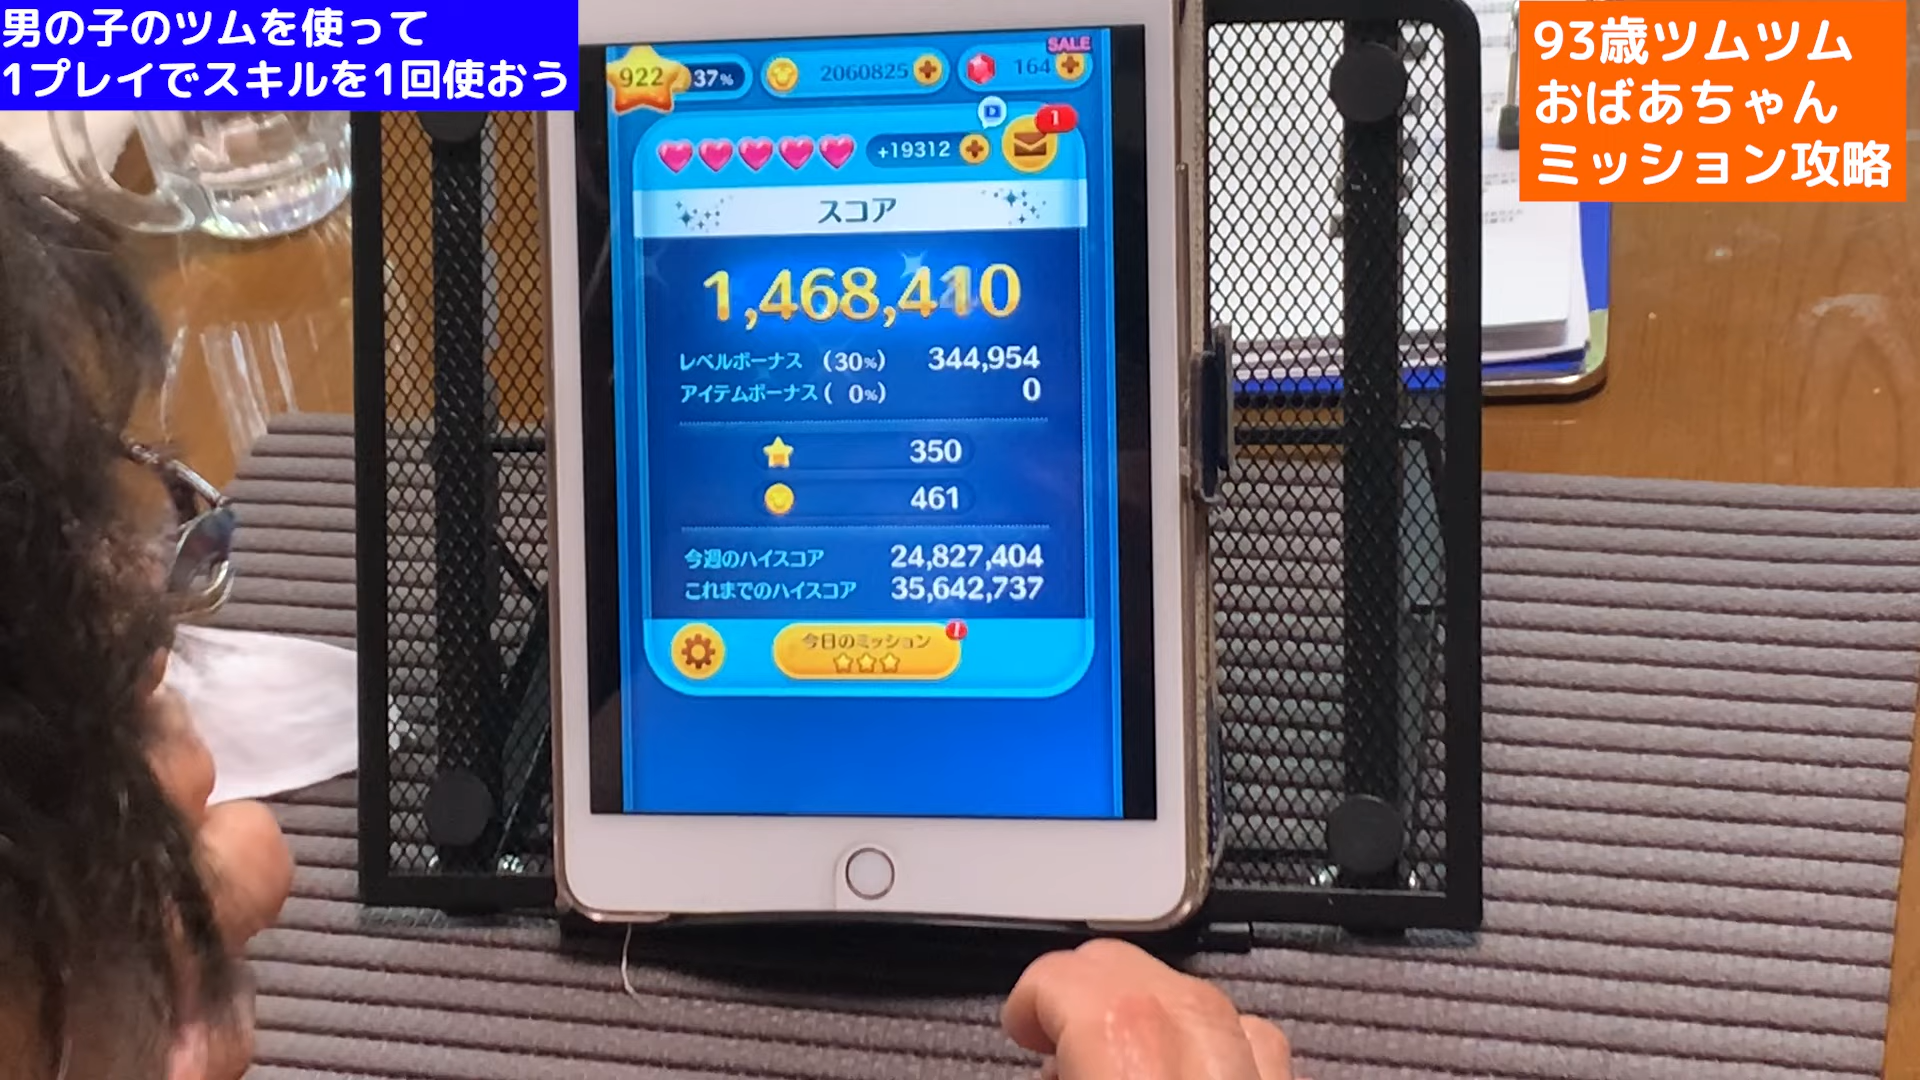 男の子のツムを使って
1プレイでスキルを1回使おう
93歳ツムツム
おばあちゃん
ミッション攻略
SALE
922 37% 2060825 164
+19312 1
スコア
1,468,410
レベルボーナス (30%) 344,954
アイテムボーナス ( 0%) 0
350
461
今週のハイスコア 24,827,404
これまでのハイスコア 35,642,737
今日のミッション 1